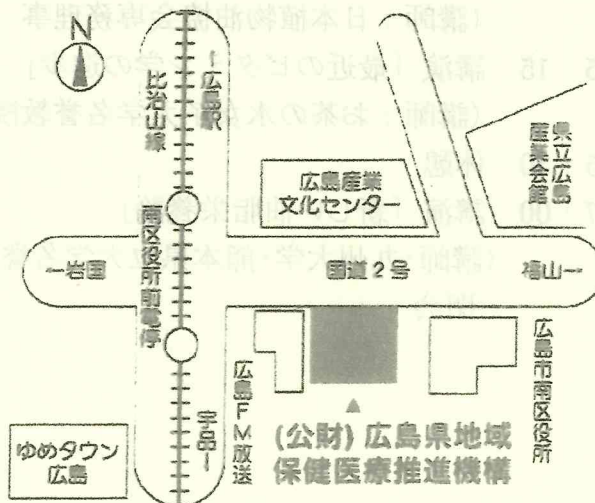 N
比治山線
←広島駅
南区役所前電停
宇品→
←岩国
国道2号
福山→
広島産業
文化センター
県立広島
産業会館
広島市南区役所
広島FM放送
ゆめタウン
広島
(公財)広島県地域
保健医療推進機構